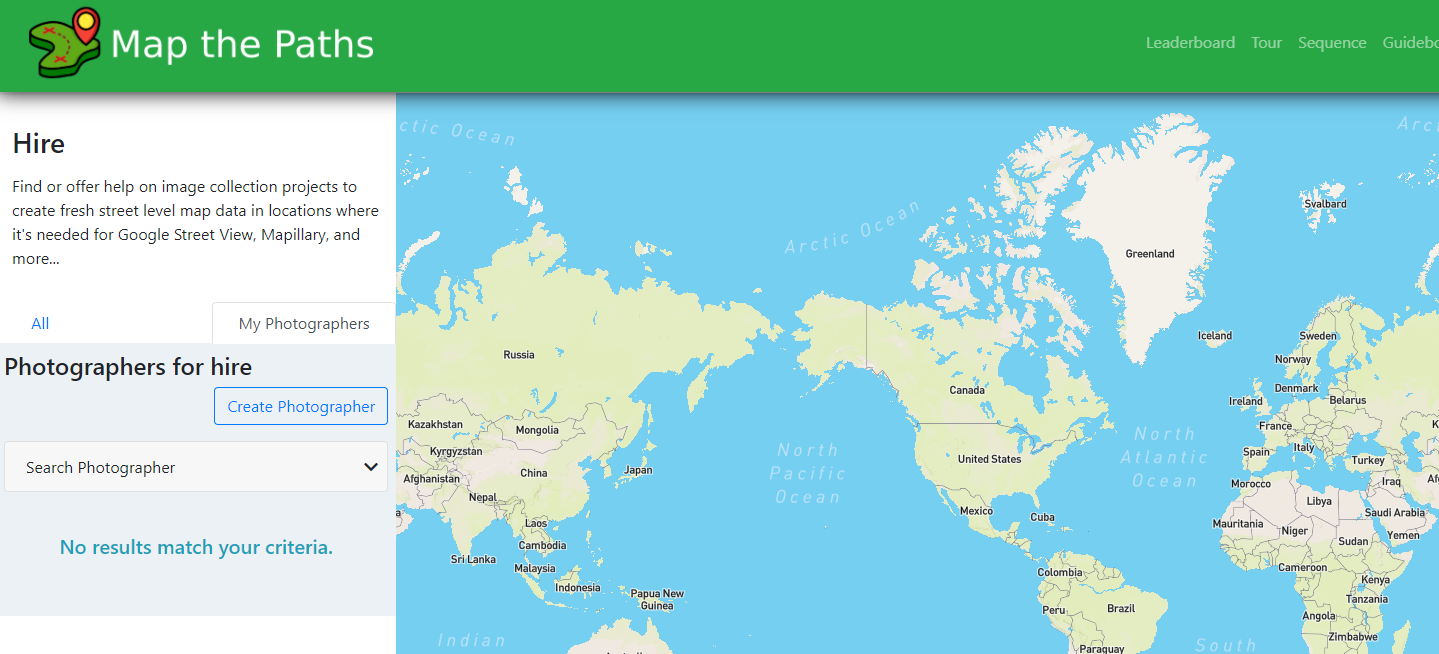 Map the Paths
Leaderboard Tour Sequence Guidebo
Hire
Find or offer help on image collection projects to
create fresh street level map data in locations where
it's needed for Google Street View, Mapillary, and
more...
All
My Photographers
Photographers for hire
Create Photographer
Search Photographer
No results match your criteria.
ctic Ocean
Arctic Ocean
Arc
Svalbard
Greenland
Iceland
Sweden
Norway
Russia
Canada
Denmark
Belarus
Ireland
Kazakhstan
Mongolia
France
K
Kyrgyzstan
North
Pacific
Ocean
North
Atlantic
Ocean
Spain
Italy
Turkey
United States
China
Japan
Afghanistan
Iraq
Af
Morocco
Nepal
Libya
Mexico
Cuba
Saudi Arabia
a
Laos
Mauritania
Niger
Yemen
Sudan
Cambodia
Sri Lanka
Malaysia
Cameroon
Colombia
Kenya
Indonesia
Papua New
Guinea
Tanzania
Peru
Brazil
Angola
Zimbabwe
Indian
South
Paraguay